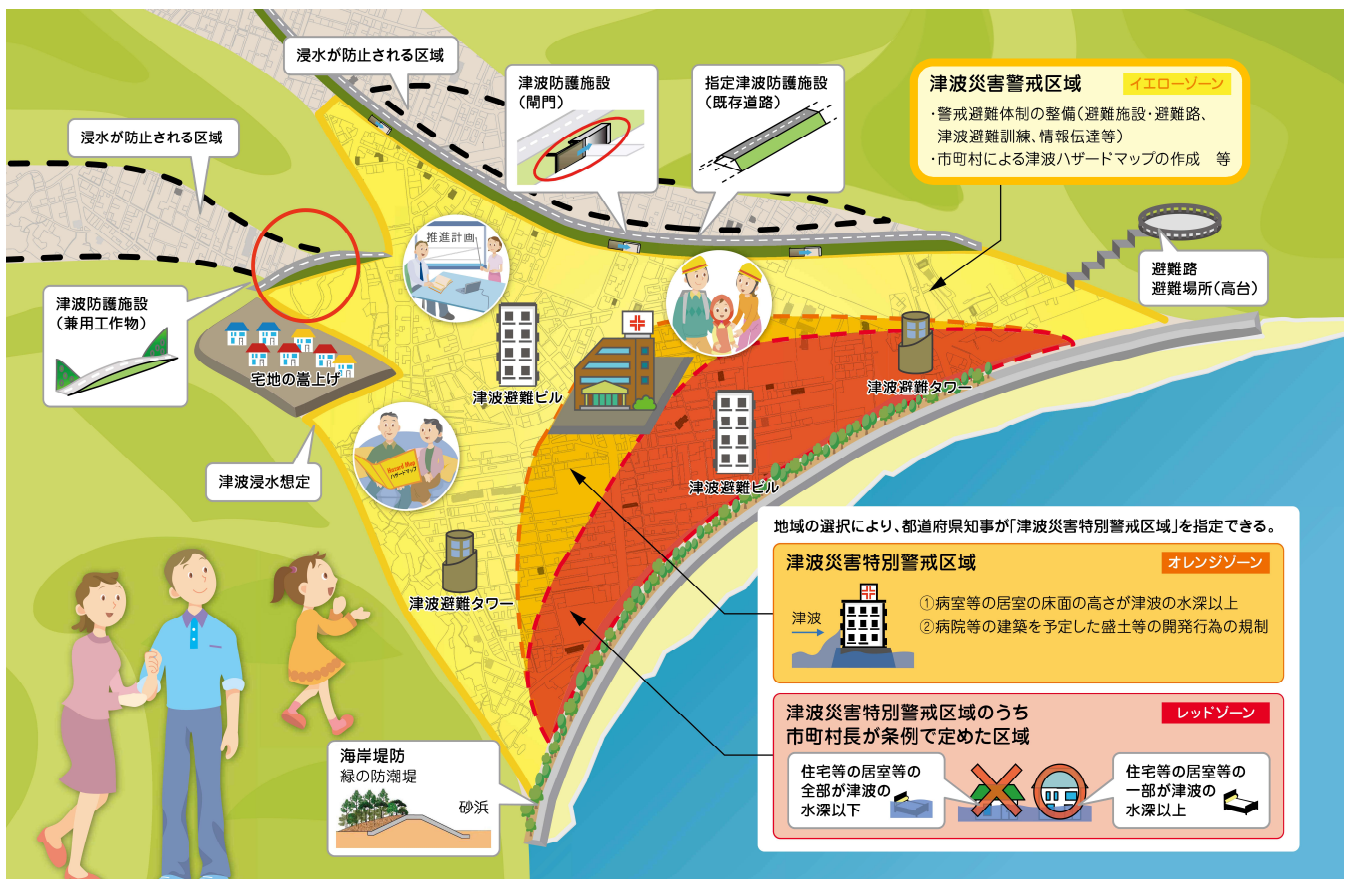 浸水が防止される区域
津波防護施設
(閘門)
指定津波防護施設
(既存道路)
津波災害警戒区域
イエローゾーン
・警戒避難体制の整備(避難施設・避難路、
津波避難訓練、情報伝達等)
・市町村による津波ハザードマップの作成 等
浸水が防止される区域
推進計画
避難路
避難場所(高台)
津波防護施設
(兼用工作物)
宅地の嵩上げ
津波避難ビル
津波避難タワー
Hazard Map
ハザードマップ
津波浸水想定
津波避難ビル
津波避難タワー
地域の選択により、都道府県知事が「津波災害特別警戒区域」を指定できる。
津波災害特別警戒区域
オレンジゾーン
津波
①病室等の居室の床面の高さが津波の水深以上
②病院等の建築を予定した盛土等の開発行為の規制
津波災害特別警戒区域のうち
市町村長が条例で定めた区域
レッドゾーン
住宅等の居室等の
全部が津波の
水深以下
住宅等の居室等の
一部が津波の
水深以上
海岸堤防
緑の防潮堤
砂浜